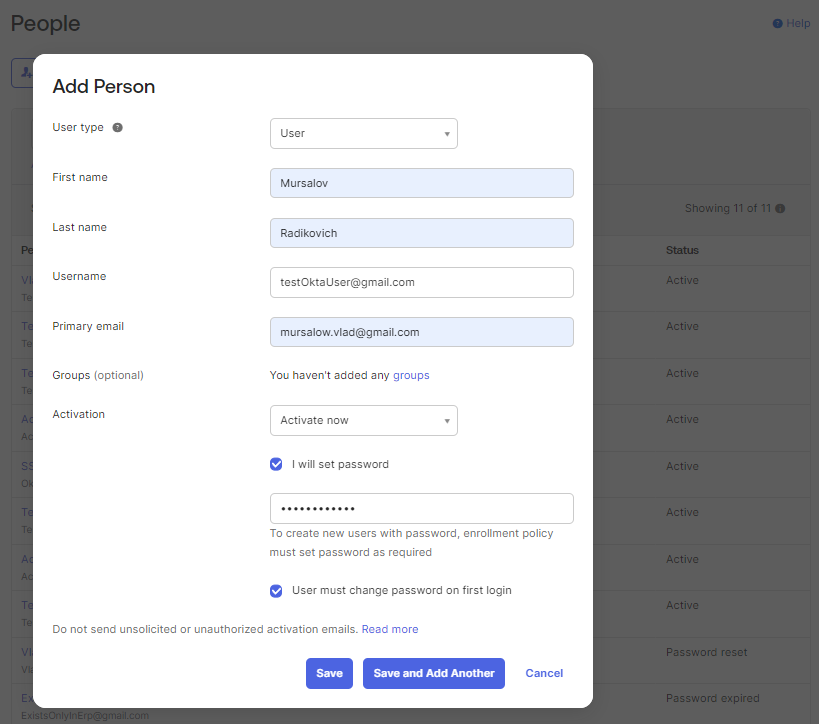 People
Help
Add Person
User type ?
User
First name
Mursalov
Last name
Radikovich
Showing 11 of 11
Status
Username
testOktaUser@gmail.com
Active
Primary email
mursalow.vlad@gmail.com
Active
Groups (optional)
You haven't added any groups
Active
Activation
Activate now
Active
I will set password
Active
••••••••••••
Active
To create new users with password, enrollment policy
must set password as required
Active
User must change password on first login
Active
Do not send unsolicited or unauthorized activation emails. Read more
Password reset
Save
Save and Add Another
Cancel
Password expired
ExistsOnlyInErp@gmail.com